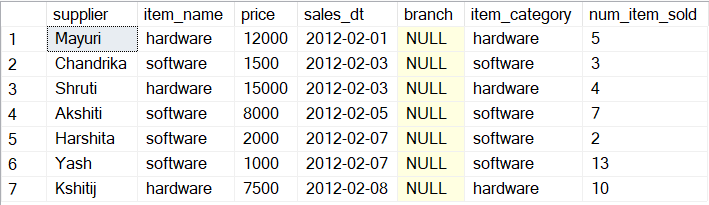 supplier item_name price sales_dt branch item_category num_item_sold
1 Mayuri hardware 12000 2012-02-01 NULL hardware 5
2 Chandrika software 1500 2012-02-03 NULL software 3
3 Shruti hardware 15000 2012-02-03 NULL hardware 4
4 Akshiti software 8000 2012-02-05 NULL software 7
5 Harshita software 2000 2012-02-07 NULL software 2
6 Yash software 1000 2012-02-07 NULL software 13
7 Kshitij hardware 7500 2012-02-08 NULL hardware 10